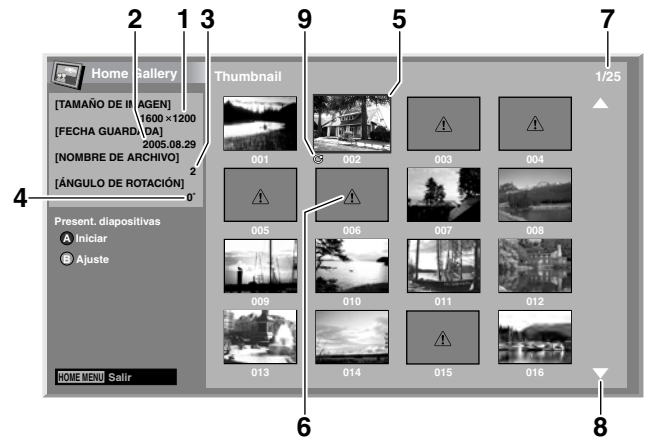 2 1 3 9 5 7
Home Gallery
Thumbnail
1/25
[TAMAÑO DE IMAGEN]
1600 ×1200
[FECHA GUARDADA]
2005.08.29
[NOMBRE DE ARCHIVO]
2
[ÁNGULO DE ROTACIÓN]
0°
4
Present. diapositivas
A Iniciar
B Ajuste
HOME MENU Salir
001 002 003 004
005 006 007 008
009 010 011 012
013 014 015 016
6 8